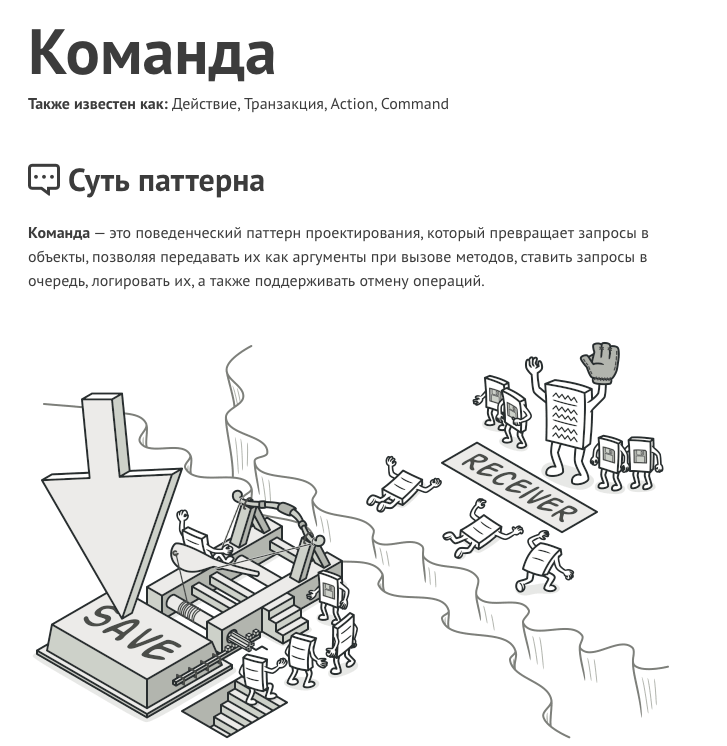 Команда
Также известен как: Действие, Транзакция, Action, Command
Суть паттерна
Команда — это поведенческий паттерн проектирования, который превращает запросы в
объекты, позволяя передавать их как аргументы при вызове методов, ставить запросы в
очередь, логировать их, а также поддерживать отмену операций.
RECEIVER
SAVE